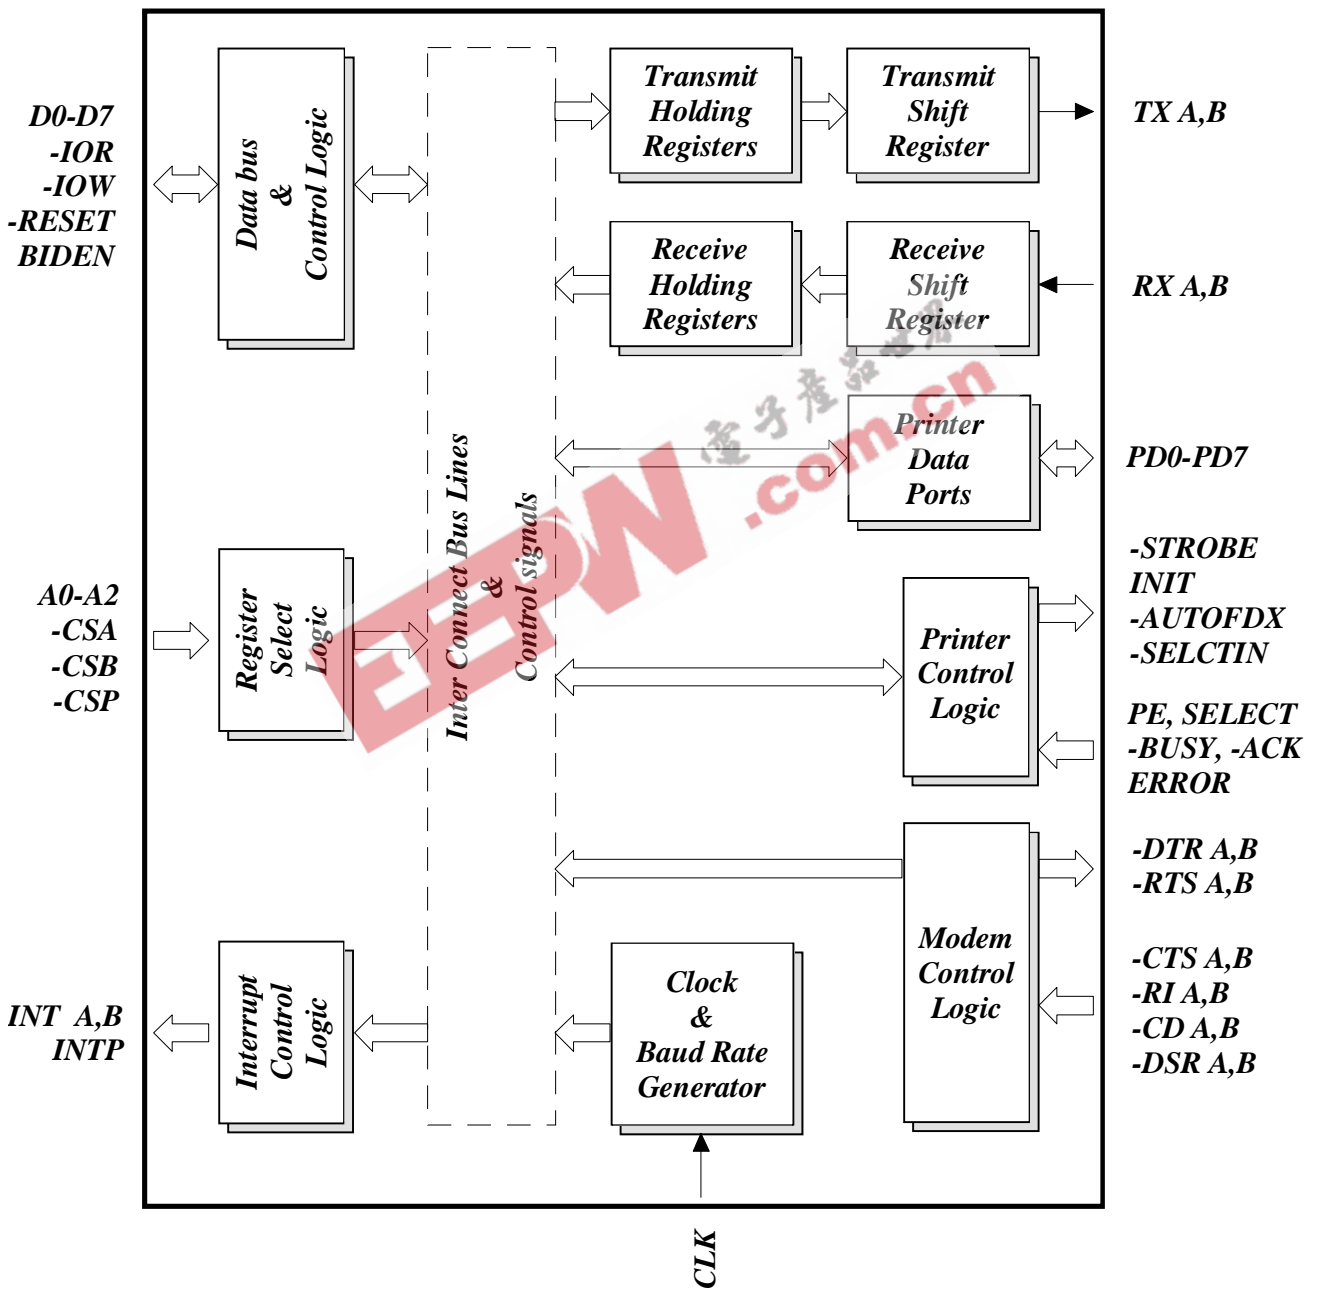 D0-D7
-IOR
-IOW
-RESET
BIDEN
Data bus
&
Control Logic
A0-A2
-CSA
-CSB
-CSP
Register
Select
Logic
INT A,B
INTP
Interrupt
Control
Logic
Inter Connect Bus Lines
&
Control signals
Transmit
Holding
Registers
Transmit
Shift
Register
TX A,B
Receive
Holding
Registers
Receive
Shift
Register
RX A,B
Printer
Data
Ports
PD0-PD7
Printer
Control
Logic
-STROBE
INIT
-AUTOFDX
-SELCTIN
PE, SELECT
-BUSY, -ACK
ERROR
Modem
Control
Logic
-DTR A,B
-RTS A,B
-CTS A,B
-RI A,B
-CD A,B
-DSR A,B
Clock
&
Baud Rate
Generator
CLK
EEPW
電子產品世界
.com.cn